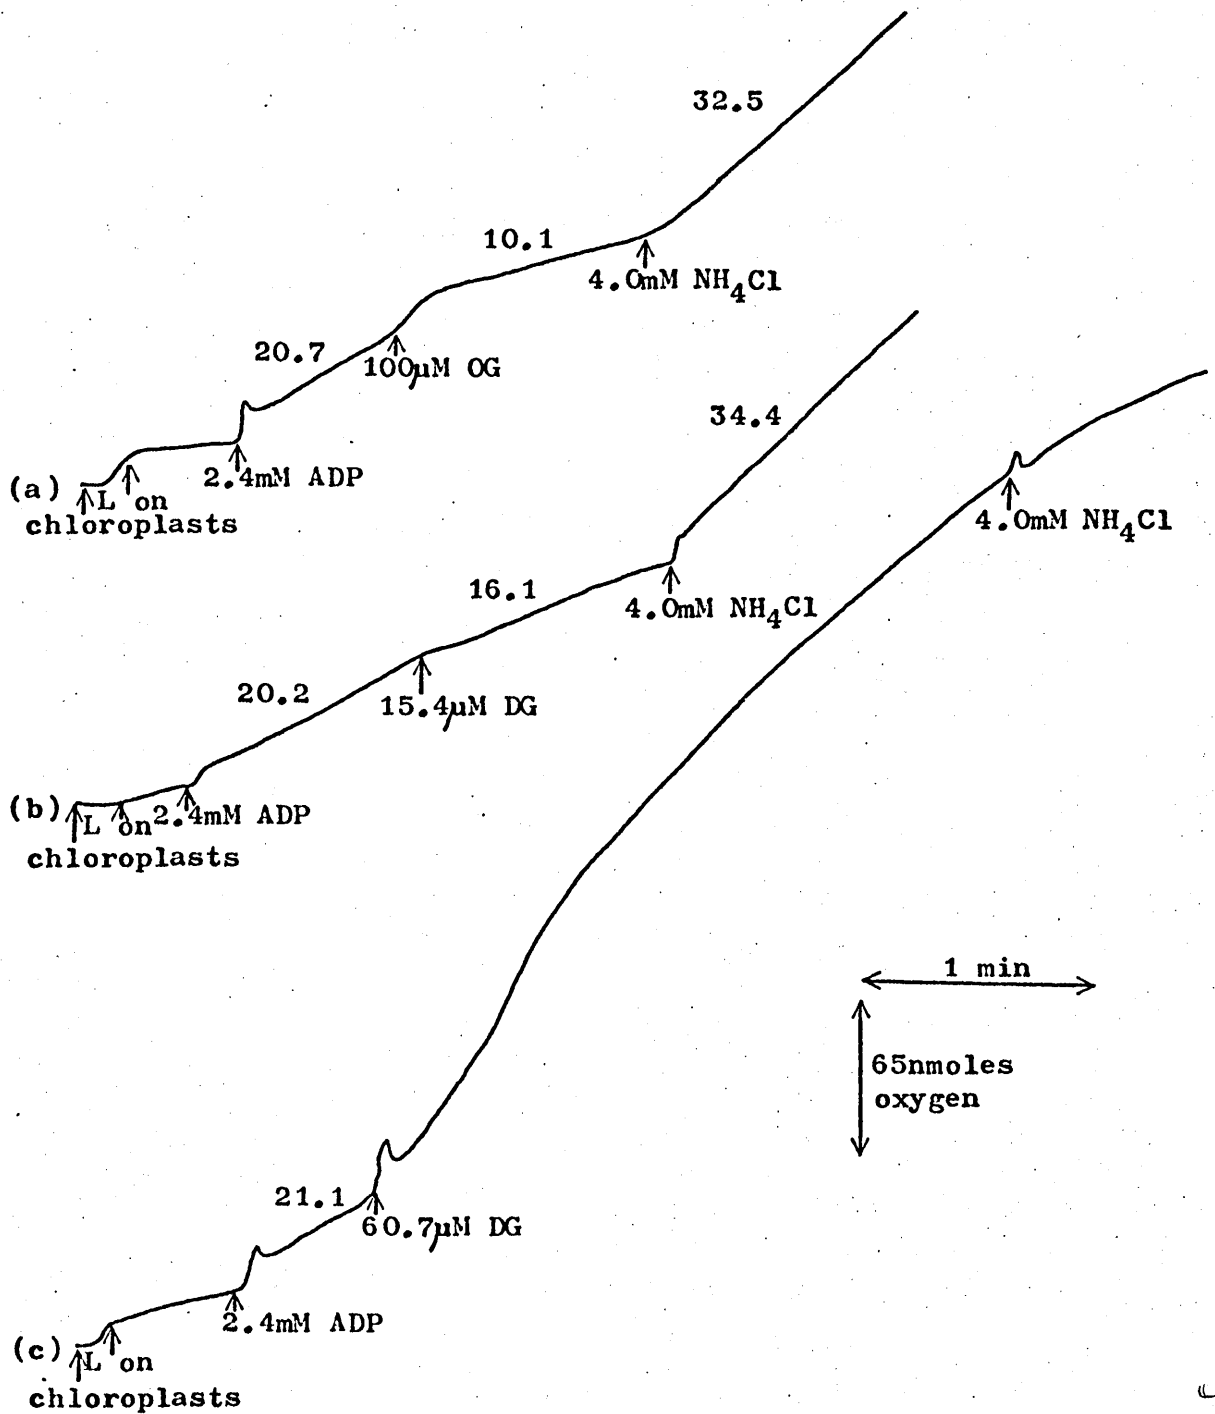 32.5
10.1
4.0mM NH4Cl
20.7
100µM OG
2.4mM ADP
(a)
L on
chloroplasts
34.4
16.1
4.0mM NH4Cl
20.2
15.4µM DG
(b)
L on
2.4mM ADP
chloroplasts
4.0mM NH4Cl
1 min
65nmoles
oxygen
21.1
60.7µM DG
2.4mM ADP
(c)
L on
chloroplasts